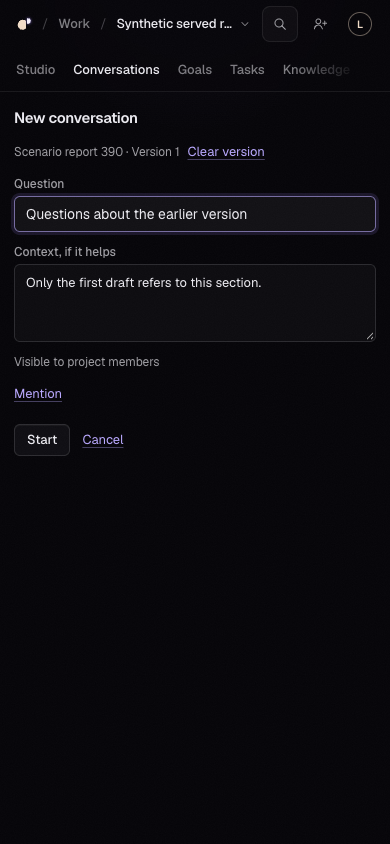 / Work / Synthetic served r... L
Studio Conversations Goals Tasks Knowledge
New conversation
Scenario report 390 · Version 1 Clear version
Question
Questions about the earlier version
Context, if it helps
Only the first draft refers to this section.
Visible to project members
Mention
Start Cancel